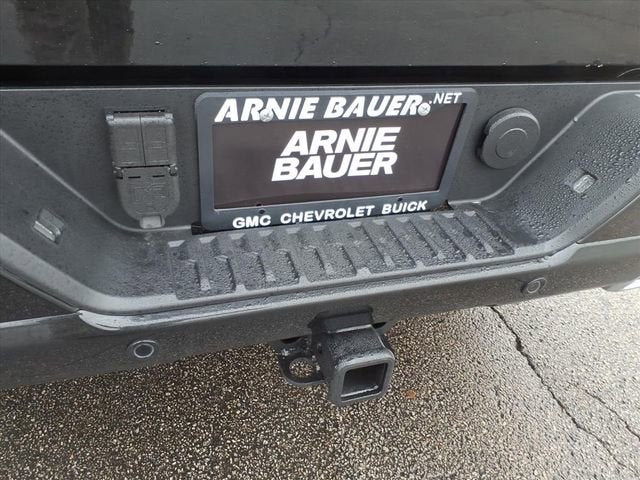 ARNIE BAUER.NET
ARNIE
BAUER
GMC CHEVROLET BUICK